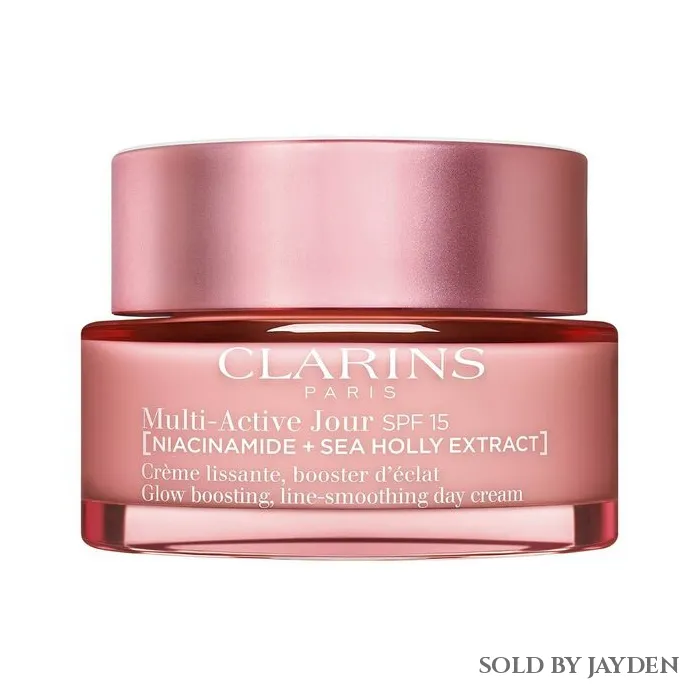 CLARINS
PARIS
Multi-Active Jour SPF 15
[NIACINAMIDE + SEA HOLLY EXTRACT]
Crème lissante, booster d'éclat
Glow boosting, line-smoothing day cream
SOLD BY JAYDEN